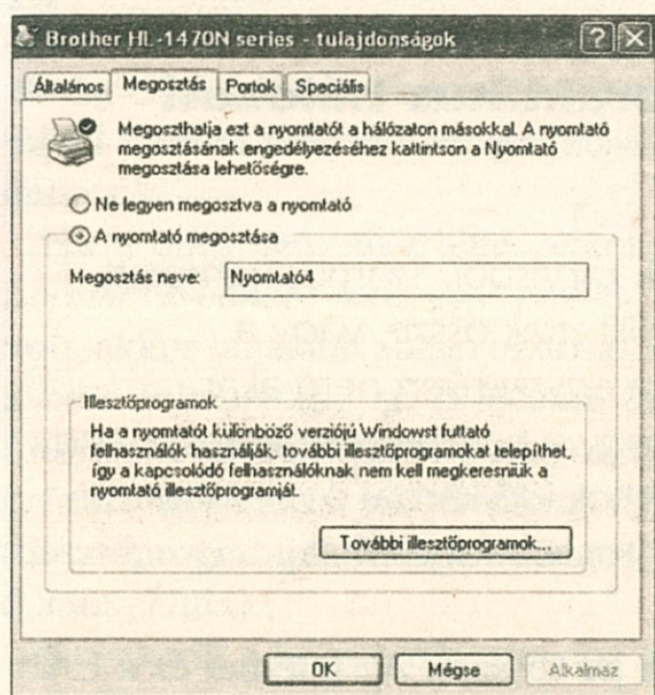 Brother HL-1470N series - tulajdonságok
Általános Megosztás Portok Speciális
Megoszthatja ezt a nyomtatót a hálózaton másokkal. A nyomtató
megosztásának engedélyezéséhez kattintson a Nyomtató
megosztása lehetőségre.
Ne legyen megosztva a nyomtató
A nyomtató megosztása
Megosztás neve: Nyomtató4
Illesztőprogramok
Ha a nyomtatót különböző verziójú Windowst futtató
felhasználók használják, további illesztőprogramokat telepíthet,
így a kapcsolódó felhasználóknak nem kell megkeresniük a
nyomtató illesztőprogramját.
További illesztőprogramok...
OK Mégse Alkalmaz